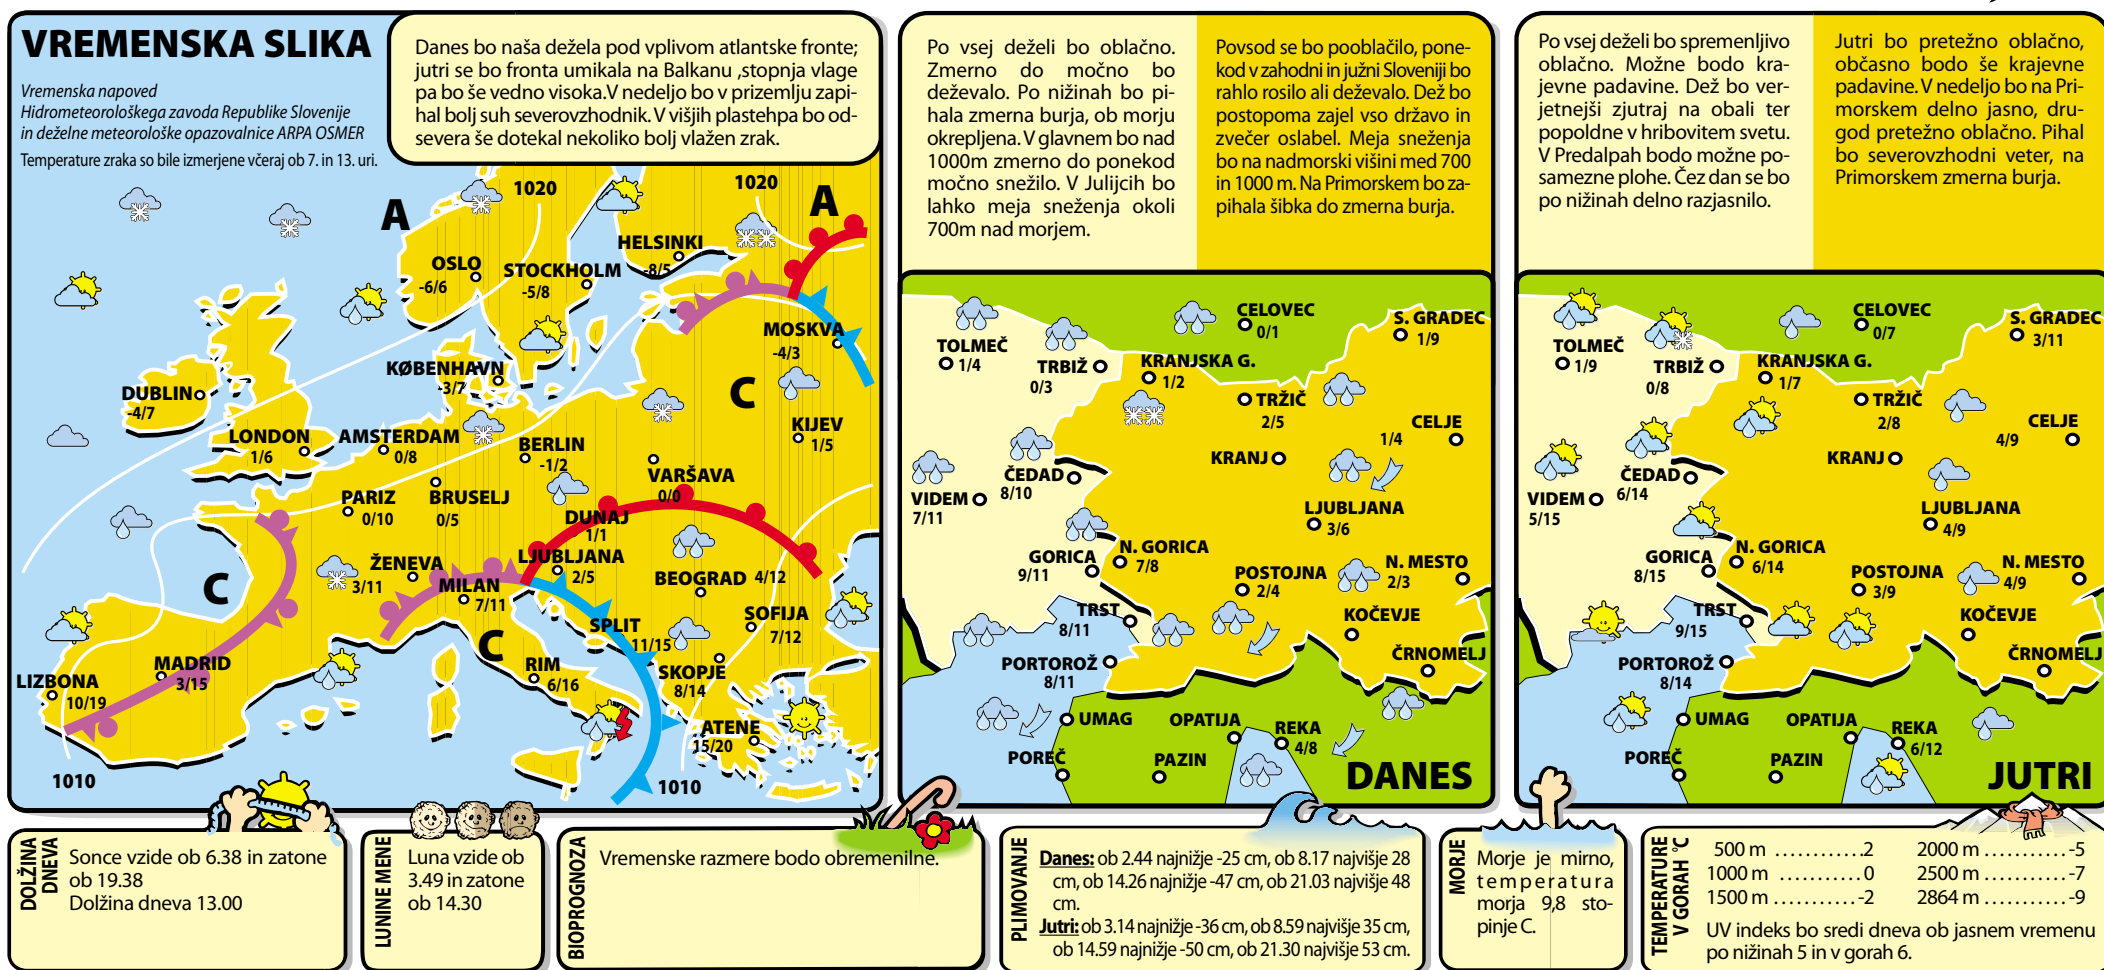 VREMENSKA SLIKA
Vremenska napoved
Hidrometeorološkega zavoda Republike Slovenije
in deželne meteorološke opazovalnice ARPA OSMER
Temperature zraka so bile izmerjene včeraj ob 7. in 13. uri.
Danes bo naša dežela pod vplivom atlantske fronte;
jutri se bo fronta umikala na Balkanu ,stopnja vlage
pa bo še vedno visoka.V nedeljo bo v prizemlju zapi-
hal bolj suh severovzhodnik. V višjih plastehpa bo od-
severa še dotekal nekoliko bolj vlažen zrak.
1020
1020
A
A
HELSINKI
-8/5
OSLO
-6/6
STOCKHOLM
-5/8
MOSKVA
-4/3
KØBENHAVN
-3/7
DUBLIN
-4/7
C
LONDON
1/6
AMSTERDAM
0/8
BERLIN
-1/2
KIJEV
1/5
VARŠAVA
0/0
PARIZ
0/10
BRUSELJ
0/5
DUNAJ
1/1
LJUBLJANA
2/5
ŽENEVA
3/11
C
MILAN
7/11
BEOGRAD 4/12
SOFIJA
7/12
SPLIT
11/15
C
MADRID
3/15
RIM
6/16
SKOPJE
8/14
LIZBONA
10/19
ATENE
15/20
1010
1010
Po vsej deželi bo oblačno.
Zmerno do močno bo
deževalo. Po nižinah bo pi-
hala zmerna burja, ob morju
okrepljena. V glavnem bo nad
1000m zmerno do ponekod
močno snežilo. V Julijcih bo
lahko meja sneženja okoli
700m nad morjem.
Povsod se bo pooblačilo, pone-
kod v zahodni in južni Sloveniji bo
rahlo rosilo ali deževalo. Dež bo
postopoma zajel vso državo in
zvečer oslabel. Meja sneženja
bo na nadmorski višini med 700
in 1000 m. Na Primorskem bo za-
pihala šibka do zmerna burja.
CELOVEC
0/1
S. GRADEC
1/9
TOLMEČ
1/4
TRBIŽ
0/3
KRANJSKA G.
1/2
TRŽIČ
2/5
CELJE
1/4
KRANJ
ČEDAD
8/10
VIDEM
7/11
LJUBLJANA
3/6
GORICA
9/11
N. GORICA
7/8
POSTOJNA
2/4
N. MESTO
2/3
TRST
8/11
KOČEVJE
PORTOROŽ
8/11
ČRNOMELJ
UMAG
OPATIJA
REKA
4/8
POREČ
PAZIN
DANES
Po vsej deželi bo spremenljivo
oblačno. Možne bodo kra-
jevne padavine. Dež bo ver-
jetnejši zjutraj na obali ter
popoldne v hribovitem svetu.
V Predalpah bodo možne po-
samezne plohe. Čez dan se bo
po nižinah delno razjasnilo.
Jutri bo pretežno oblačno,
občasno bodo še krajevne
padavine. V nedeljo bo na Pri-
morskem delno jasno, dru-
god pretežno oblačno. Pihal
bo severovzhodni veter, na
Primorskem zmerna burja.
CELOVEC
0/7
S. GRADEC
3/11
TOLMEČ
1/9
TRBIŽ
0/8
KRANJSKA G.
1/7
TRŽIČ
2/8
CELJE
4/9
KRANJ
ČEDAD
6/14
VIDEM
5/15
LJUBLJANA
4/9
GORICA
8/15
N. GORICA
6/14
POSTOJNA
3/9
N. MESTO
4/9
TRST
9/15
KOČEVJE
PORTOROŽ
8/14
ČRNOMELJ
UMAG
OPATIJA
REKA
6/12
POREČ
PAZIN
JUTRI
DOLŽINA
DNEVA
Sonce vzide ob 6.38 in zatone
ob 19.38
Dolžina dneva 13.00
LUNINE MENE
Luna vzide ob
3.49 in zatone
ob 14.30
BIOPROGNOZA
Vremenske razmere bodo obremenilne.
PLIMOVANJE
Danes: ob 2.44 najnižje -25 cm, ob 8.17 najvišje 28
cm, ob 14.26 najnižje -47 cm, ob 21.03 najvišje 48
cm.
Jutri: ob 3.14 najnižje -36 cm, ob 8.59 najvišje 35 cm,
ob 14.59 najnižje -50 cm, ob 21.30 najvišje 53 cm.
MORJE
Morje je mirno,
temperatura
morja 9,8 sto-
pinje C.
TEMPERATURE °C
V GORAH
500 m ...........2
1000 m ..........0
1500 m .........-2
2000 m ..........-5
2500 m ..........-7
2864 m ..........-9
UV indeks bo sredi dneva ob jasnem vremenu
po nižinah 5 in v gorah 6.